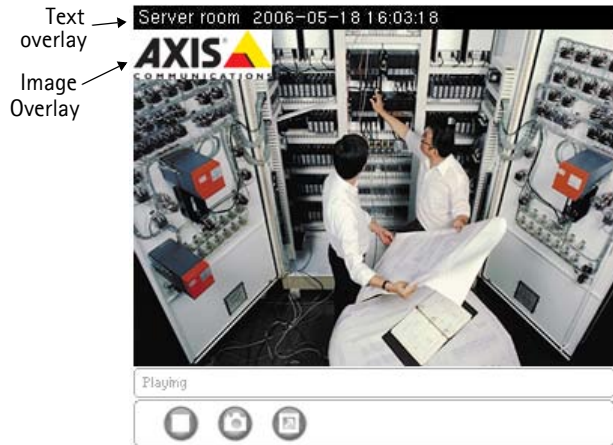 Text
overlay
Server room 2006-05-18 16:03:18
Image
Overlay
AXIS
COMMUNICATIONS
Playing